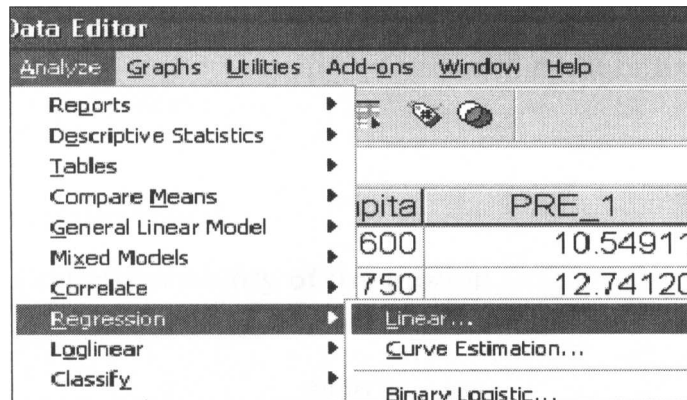 Data Editor
Analyze Graphs Utilities Add-ons Window Help
Reports
Descriptive Statistics
Tables
Compare Means
General Linear Model
Mixed Models
Correlate
Regression
Loglinear
Classify
pita PRE_1
600 10.54911
750 12.74120
Linear...
Curve Estimation...
Binary Logistic...